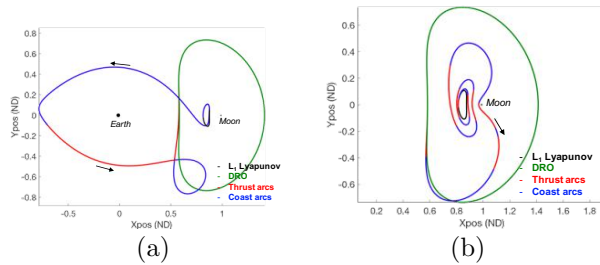 0.8
0.6
0.4
0.2
0
-0.2
-0.4
-0.6
-0.8
Ypos (ND)
Earth
Moon
- L1 Lyapunov
- DRO
- Thrust arcs
- Coast arcs
-0.5 0 0.5 1
Xpos (ND)
(a)
0.6
0.4
0.2
0
-0.2
-0.4
-0.6
Ypos (ND)
Moon
- L1 Lyapunov
- DRO
- Thrust arcs
- Coast arcs
0.2 0.4 0.6 0.8 1 1.2 1.4 1.6 1.8
Xpos (ND)
(b)